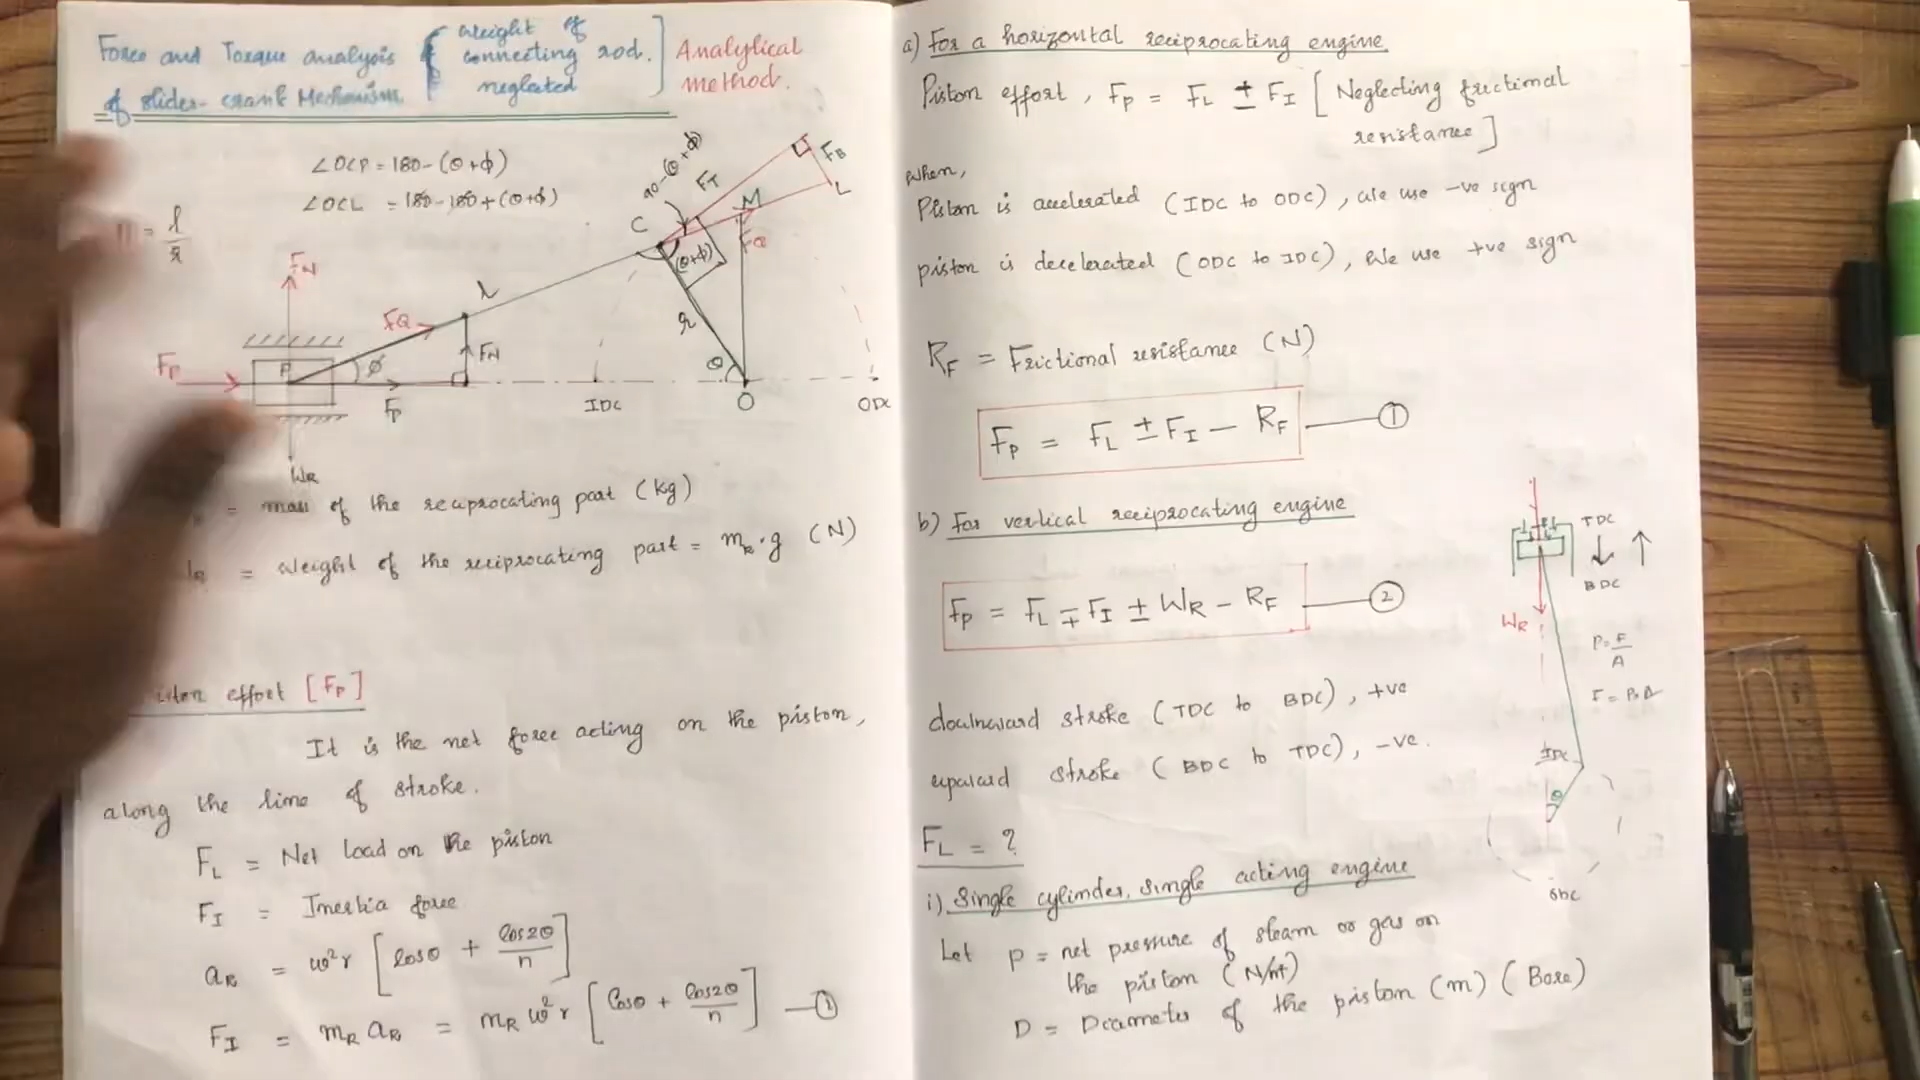 Force and Torque analysis
of slider-crank Mechanism
weight of
connecting rod.
neglected
Analytical
method.
∠OCP = 180-(θ+ϕ)
∠OCL = 180-180+(θ+ϕ)
= l/r
FN
FQ
FP
P
ϕ
FP
FN
l
IDC
O
ODC
WR
C
90-(θ+ϕ)
FT
M
FB
L
(θ+ϕ)
FQ
r
θ
= mass of the reciprocating part (kg)
= weight of the reciprocating part = mR·g (N)
effort [FP]
It is the net force acting on the piston,
along the line of stroke.
FL = Net load on the piston
FI = Inertia force
aR = ω²r [cosθ + cos2θ/n]
FI = mR aR = mR ω²r [cosθ + cos2θ/n]
a) For a horizontal reciprocating engine
Piston effort, FP = FL ± FI [Neglecting frictional
resistance]
when,
Piston is accelerated (IDC to ODC), we use -ve sign
piston is decelerated (ODC to IDC), we use +ve sign
RF = Frictional resistance (N)
FP = FL ± FI - RF — 1
b) For vertical reciprocating engine
FP = FL ∓ FI ± WR - RF — 2
TDC
BDC
WR
P = F/A
F = P.A
IDC
θ
ODC
downward stroke (TDC to BDC), +ve
upward stroke (BDC to TDC), -ve.
FL = ?
i) Single cylinder, single acting engine
Let p = net pressure of steam or gas on
the piston (N/m²)
D = Diameter of the piston (m) (Bore)